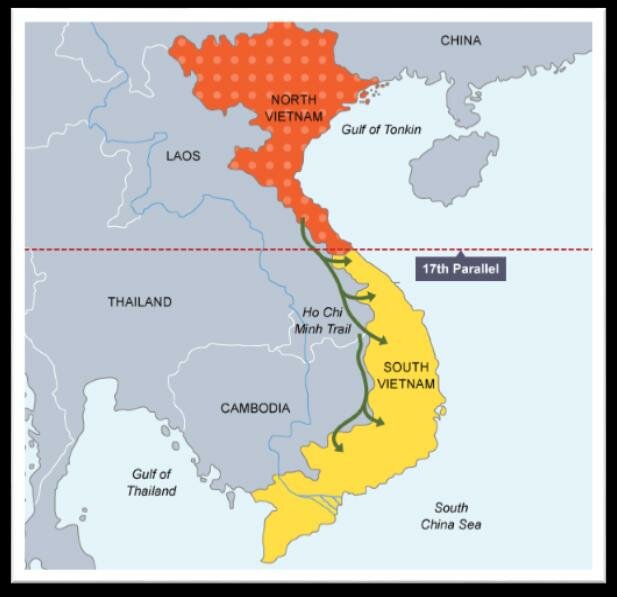 CHINA
NORTH
VIETNAM
Gulf of Tonkin
LAOS
17th Parallel
THAILAND
Ho Chi
Minh Trail
SOUTH
VIETNAM
CAMBODIA
Gulf of
Thailand
South
China Sea